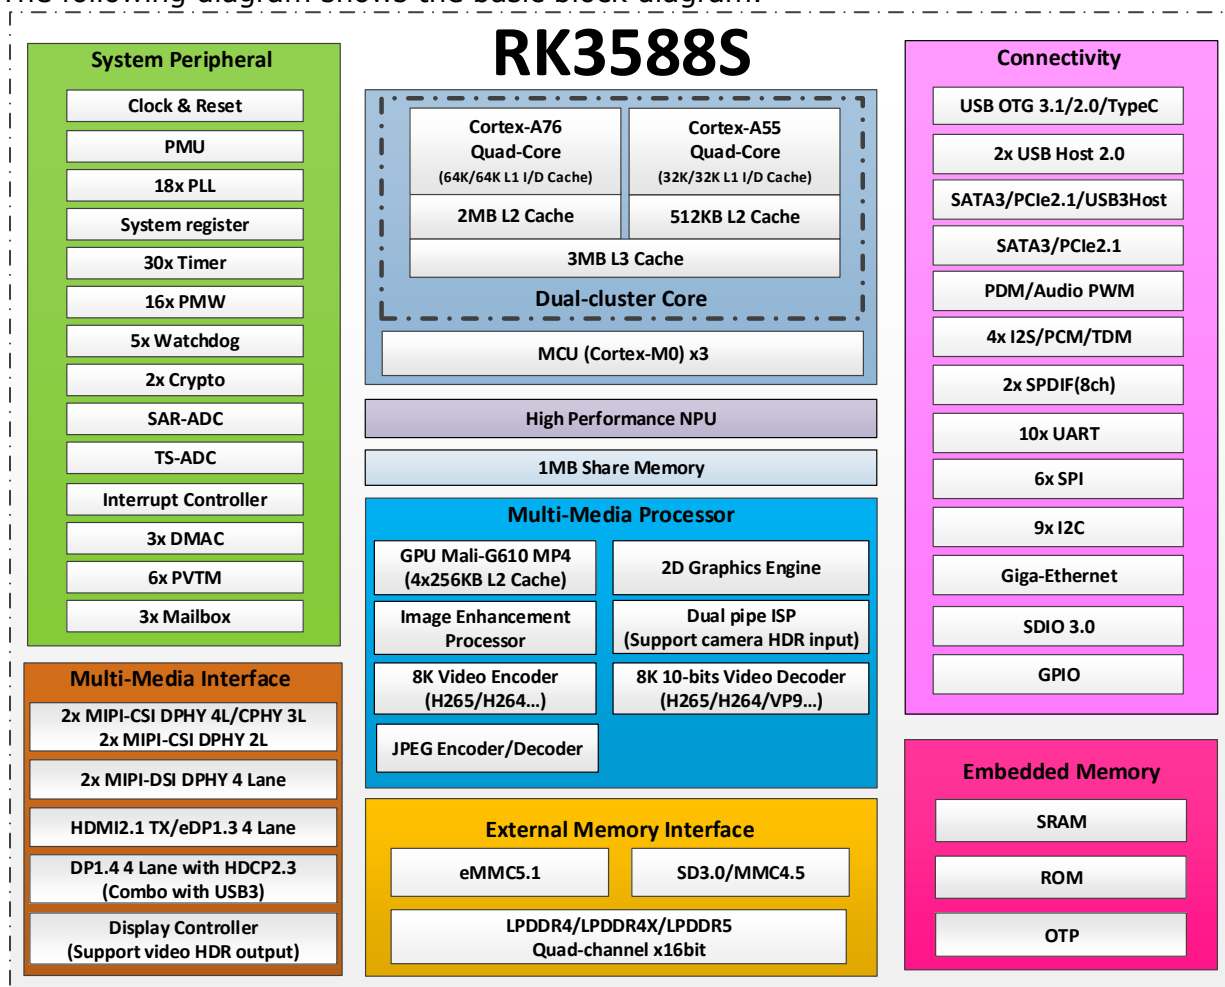 The following diagram shows the basic block diagram.
RK3588S
System Peripheral
Clock & Reset
PMU
18x PLL
System register
30x Timer
16x PMW
5x Watchdog
2x Crypto
SAR-ADC
TS-ADC
Interrupt Controller
3x DMAC
6x PVTM
3x Mailbox
Multi-Media Interface
2x MIPI-CSI DPHY 4L/CPHY 3L
2x MIPI-CSI DPHY 2L
2x MIPI-DSI DPHY 4 Lane
HDMI2.1 TX/eDP1.3 4 Lane
DP1.4 4 Lane with HDCP2.3
(Combo with USB3)
Display Controller
(Support video HDR output)
Cortex-A76
Quad-Core
(64K/64K L1 I/D Cache)
2MB L2 Cache
Cortex-A55
Quad-Core
(32K/32K L1 I/D Cache)
512KB L2 Cache
3MB L3 Cache
Dual-cluster Core
MCU (Cortex-M0) x3
High Performance NPU
1MB Share Memory
Multi-Media Processor
GPU Mali-G610 MP4
(4x256KB L2 Cache)
2D Graphics Engine
Image Enhancement
Processor
Dual pipe ISP
(Support camera HDR input)
8K Video Encoder
(H265/H264...)
8K 10-bits Video Decoder
(H265/H264/VP9...)
JPEG Encoder/Decoder
External Memory Interface
eMMC5.1
SD3.0/MMC4.5
LPDDR4/LPDDR4X/LPDDR5
Quad-channel x16bit
Connectivity
USB OTG 3.1/2.0/TypeC
2x USB Host 2.0
SATA3/PCIe2.1/USB3Host
SATA3/PCIe2.1
PDM/Audio PWM
4x I2S/PCM/TDM
2x SPDIF(8ch)
10x UART
6x SPI
9x I2C
Giga-Ethernet
SDIO 3.0
GPIO
Embedded Memory
SRAM
ROM
OTP